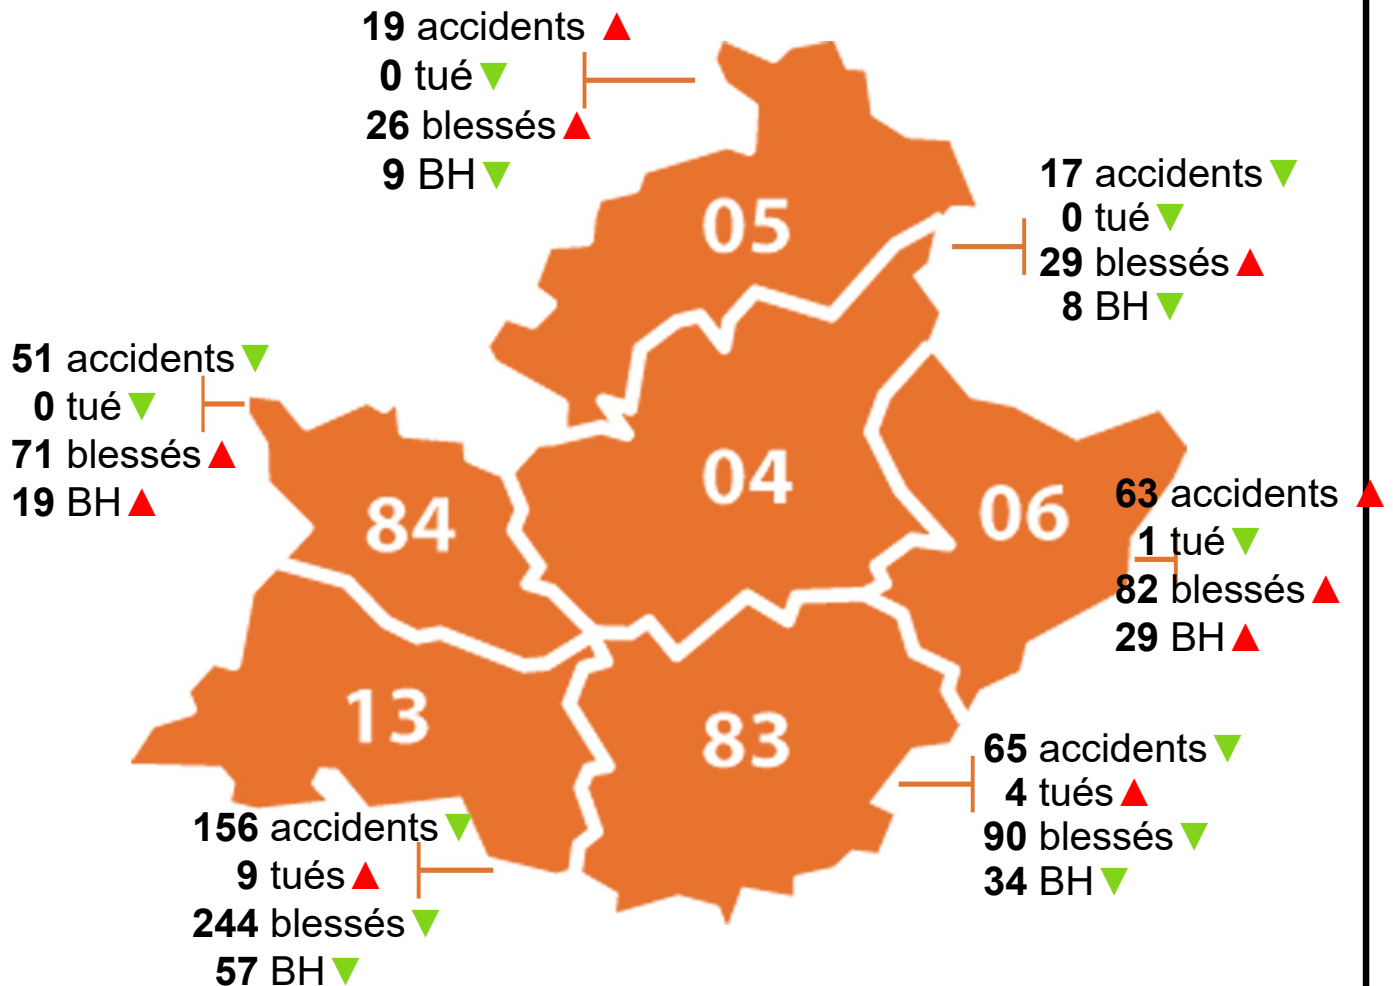 19 accidents
0 tué
26 blessés
9 BH
17 accidents
0 tué
29 blessés
8 BH
05
51 accidents
0 tué
71 blessés
19 BH
84
04
06
63 accidents
1 tué
82 blessés
29 BH
13
83
65 accidents
4 tués
90 blessés
34 BH
156 accidents
9 tués
244 blessés
57 BH